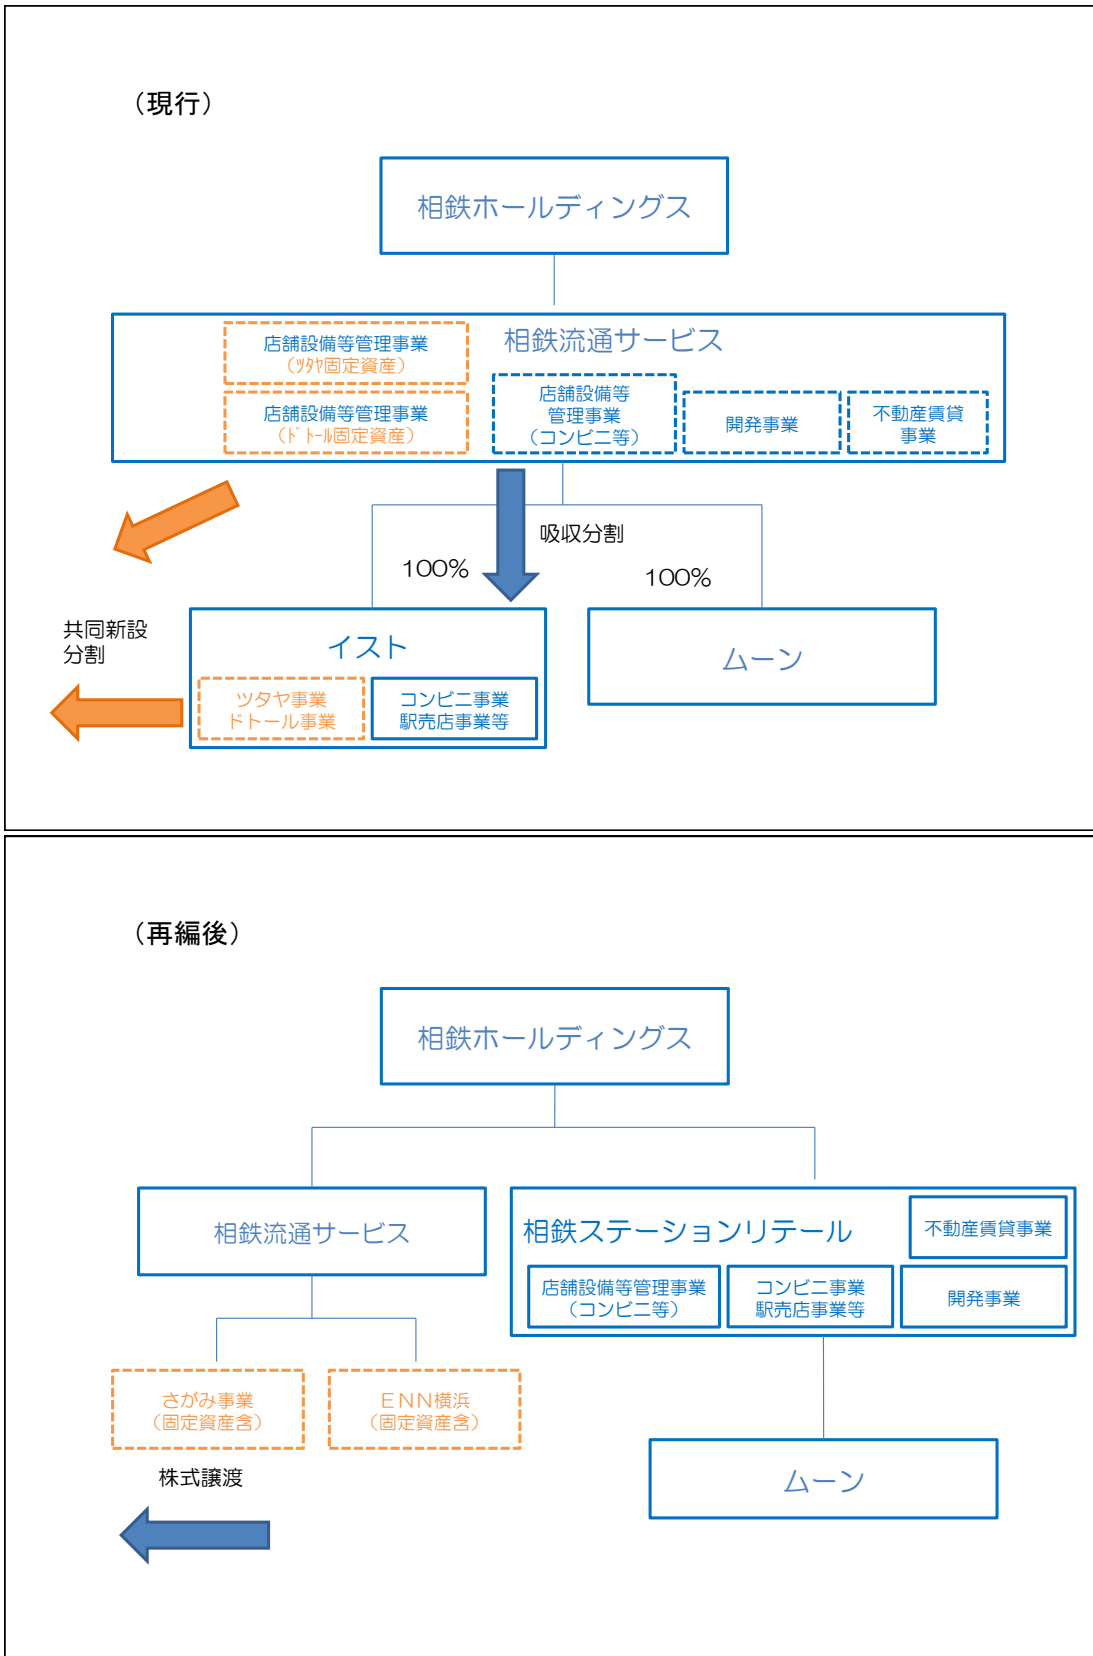 （現行）
相鉄ホールディングス
相鉄流通サービス
店舗設備等管理事業
（ﾂﾀﾔ固定資産）
店舗設備等管理事業
（ﾄﾞﾄｰﾙ固定資産）
店舗設備等
管理事業
（コンビニ等）
開発事業
不動産賃貸
事業
吸収分割
100%
100%
共同新設
分割
イスト
ツタヤ事業
ドトール事業
コンビニ事業
駅売店事業等
ムーン
（再編後）
相鉄ホールディングス
相鉄流通サービス
相鉄ステーションリテール
不動産賃貸事業
店舗設備等管理事業
（コンビニ等）
コンビニ事業
駅売店事業等
開発事業
さがみ事業
（固定資産含）
ＥＮＮ横浜
（固定資産含）
株式譲渡
ムーン